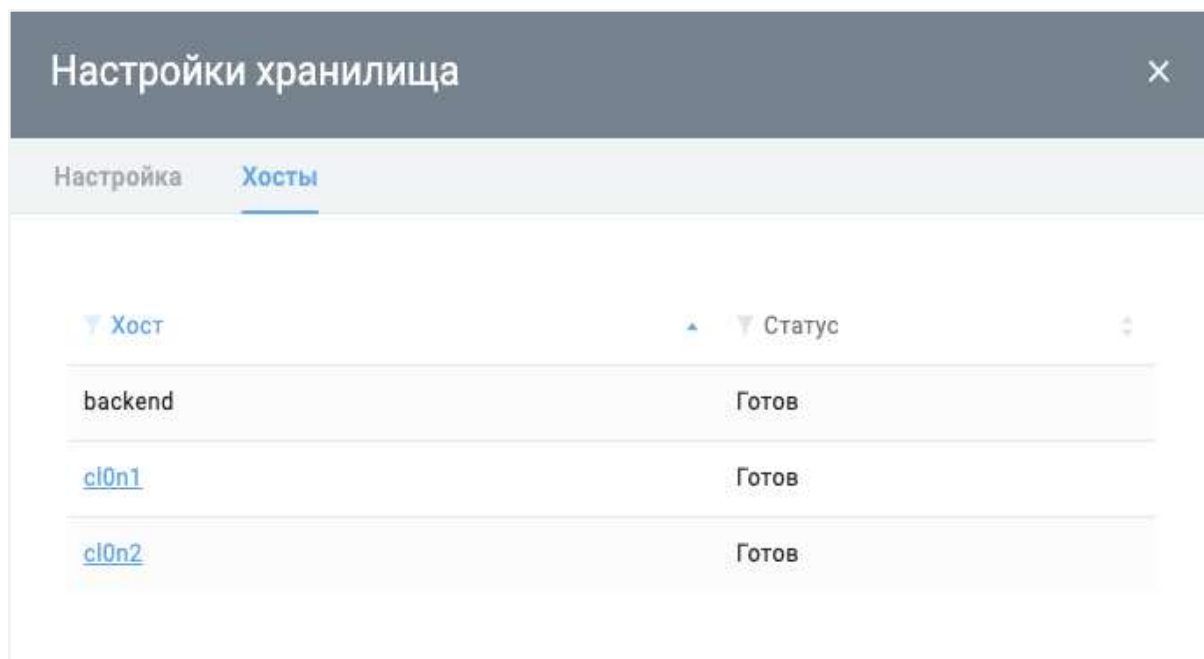 Настройки хранилища
Настройка Хосты
Хост Статус
backend Готов
cl0n1 Готов
cl0n2 Готов